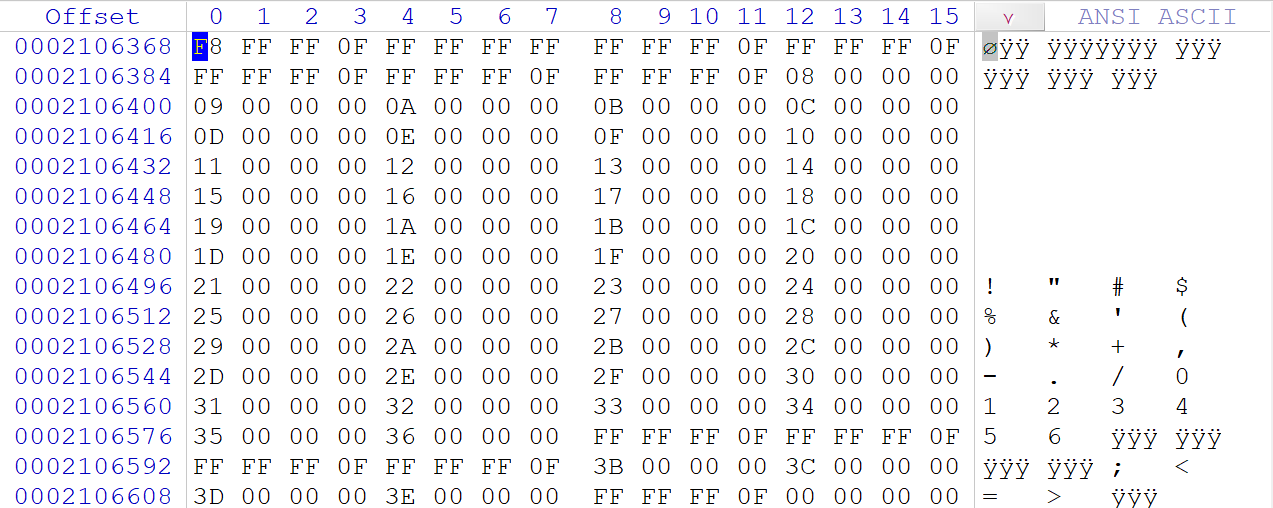 Offset 0 1 2 3 4 5 6 7 8 9 10 11 12 13 14 15 v ANSI ASCII
0002106368 F8 FF FF 0F FF FF FF FF FF FF FF 0F FF FF FF 0F øÿÿ ÿÿÿÿÿÿÿ ÿÿÿ
0002106384 FF FF FF 0F FF FF FF 0F FF FF FF 0F 08 00 00 00 ÿÿÿ ÿÿÿ ÿÿÿ
0002106400 09 00 00 00 0A 00 00 00 0B 00 00 00 0C 00 00 00
0002106416 0D 00 00 00 0E 00 00 00 0F 00 00 00 10 00 00 00
0002106432 11 00 00 00 12 00 00 00 13 00 00 00 14 00 00 00
0002106448 15 00 00 00 16 00 00 00 17 00 00 00 18 00 00 00
0002106464 19 00 00 00 1A 00 00 00 1B 00 00 00 1C 00 00 00
0002106480 1D 00 00 00 1E 00 00 00 1F 00 00 00 20 00 00 00
0002106496 21 00 00 00 22 00 00 00 23 00 00 00 24 00 00 00 ! " # $
0002106512 25 00 00 00 26 00 00 00 27 00 00 00 28 00 00 00 % & ' (
0002106528 29 00 00 00 2A 00 00 00 2B 00 00 00 2C 00 00 00 ) * + ,
0002106544 2D 00 00 00 2E 00 00 00 2F 00 00 00 30 00 00 00 - . / 0
0002106560 31 00 00 00 32 00 00 00 33 00 00 00 34 00 00 00 1 2 3 4
0002106576 35 00 00 00 36 00 00 00 FF FF FF 0F FF FF FF 0F 5 6 ÿÿÿ ÿÿÿ
0002106592 FF FF FF 0F FF FF FF 0F 3B 00 00 00 3C 00 00 00 ÿÿÿ ÿÿÿ ; <
0002106608 3D 00 00 00 3E 00 00 00 FF FF FF 0F 00 00 00 00 = > ÿÿÿ